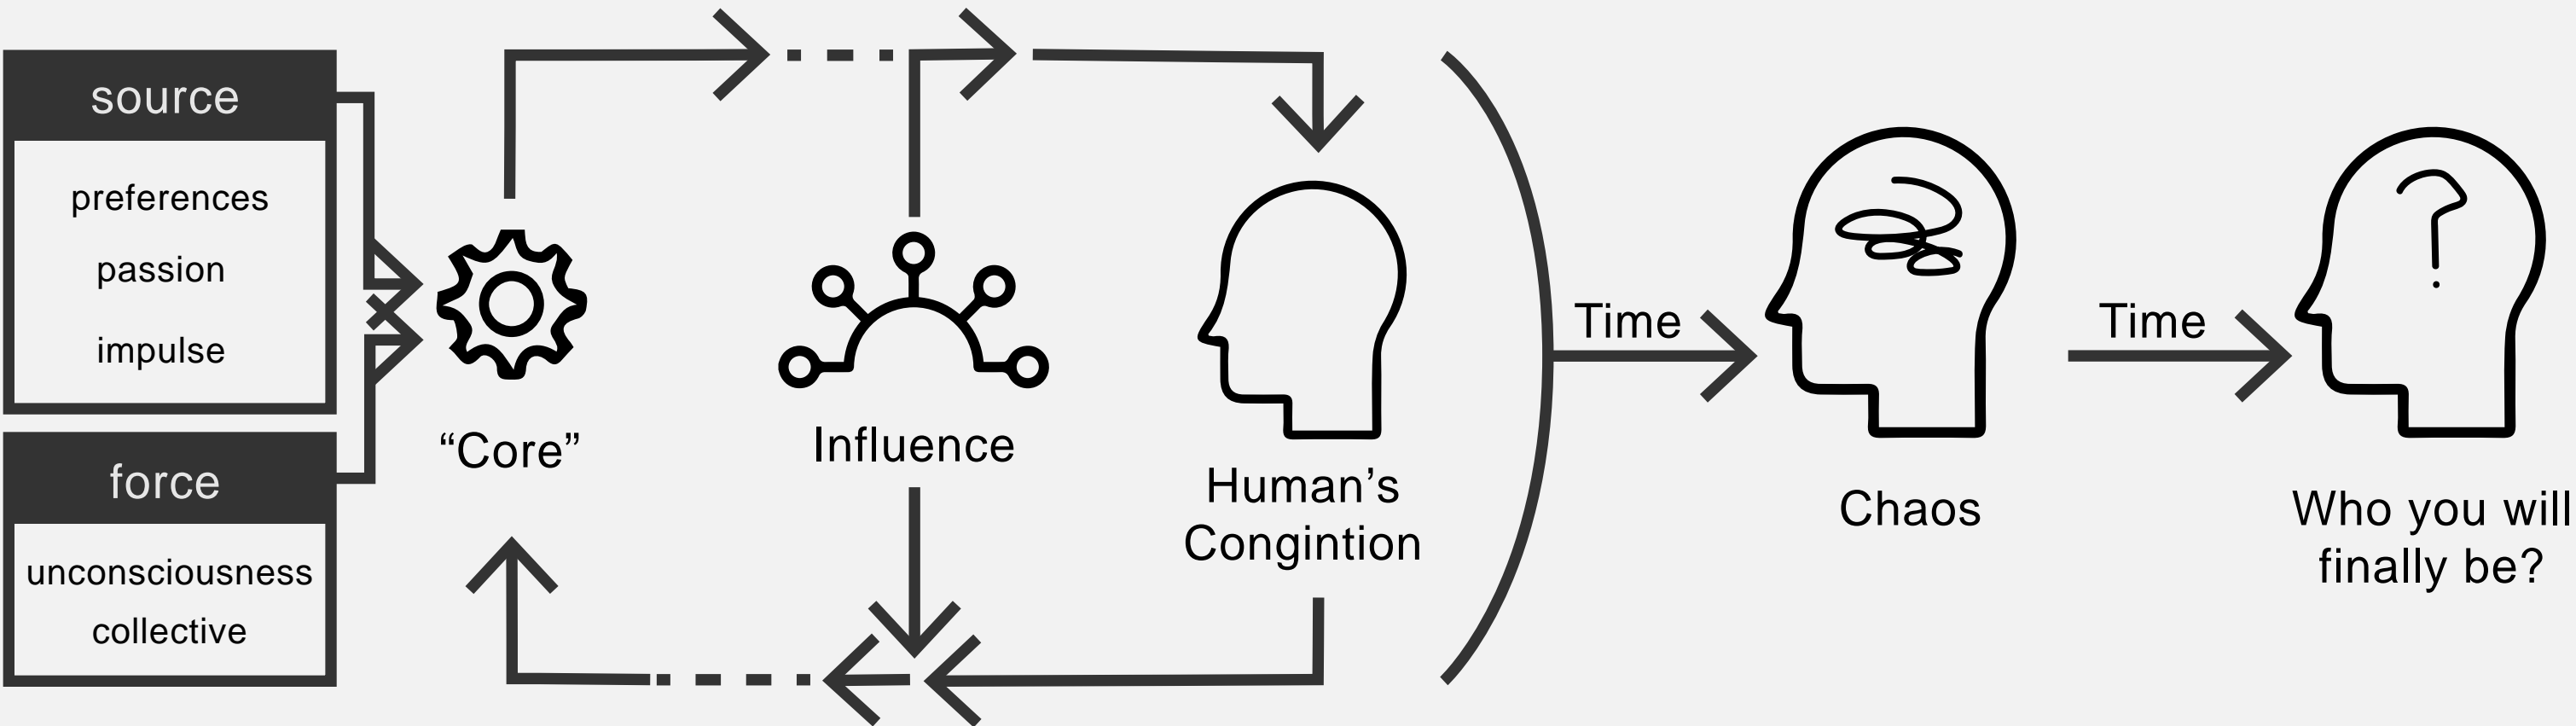 source
preferences
passion
impulse
force
unconsciousness
collective
“Core”
Influence
Human’s
Congintion
Time
Chaos
Time
Who you will
finally be?